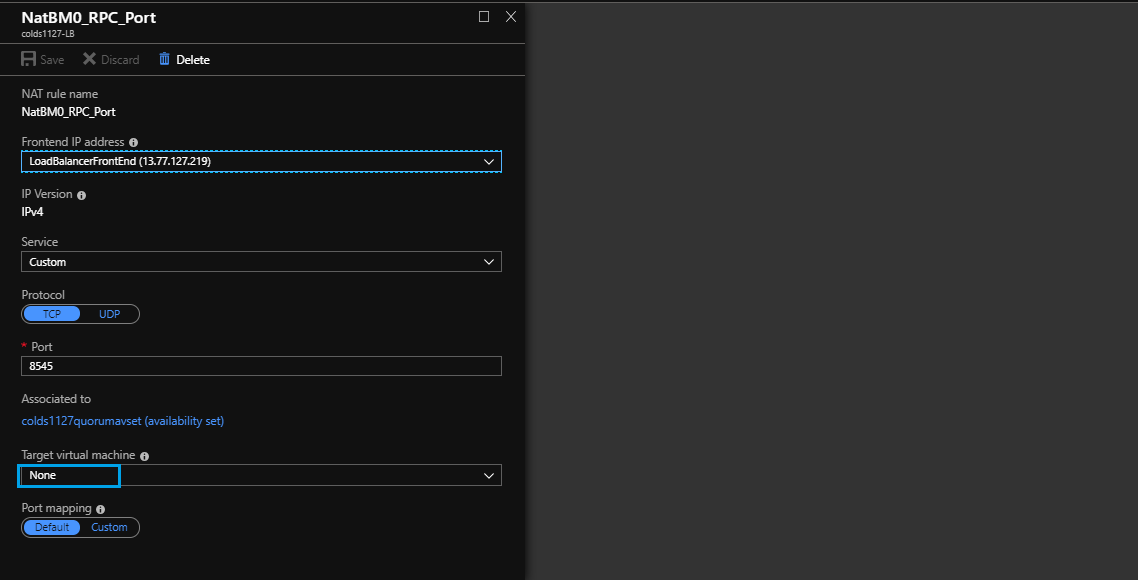 NatBM0_RPC_Port
colds1127-LB
Save Discard Delete
NAT rule name
NatBM0_RPC_Port
Frontend IP address
LoadBalancerFrontEnd (13.77.127.219)
IP Version
IPv4
Service
Custom
Protocol
TCP UDP
* Port
8545
Associated to
colds1127quorumavset (availability set)
Target virtual machine
None
Port mapping
Default Custom